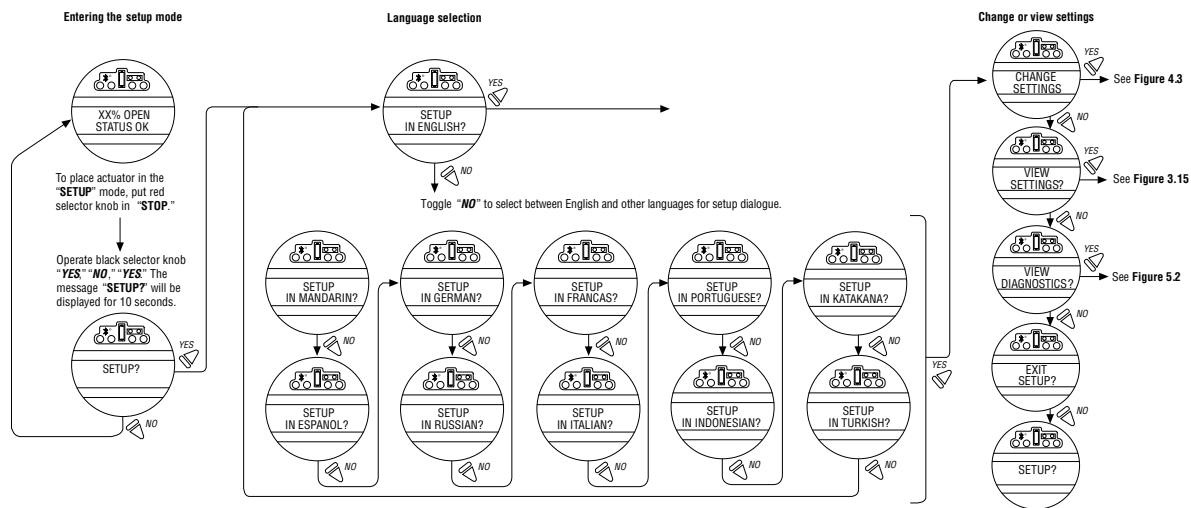 Entering the setup mode
XX% OPEN
STATUS OK
To place actuator in the
“SETUP” mode, put red
selector knob in “STOP.”
Operate black selector knob
“YES,” “NO,” “YES.” The
message “SETUP?’ will be
displayed for 10 seconds.
SETUP?
YES
NO
Language selection
SETUP
IN ENGLISH?
YES
NO
Toggle “NO” to select between English and other languages for setup dialogue.
SETUP
IN MANDARIN?
NO
SETUP
IN ESPANOL?
NO
SETUP
IN GERMAN?
NO
SETUP
IN RUSSIAN?
NO
SETUP
IN FRANCAS?
NO
SETUP
IN ITALIAN?
NO
SETUP
IN PORTUGUESE?
NO
SETUP
IN INDONESIAN?
NO
SETUP
IN KATAKANA?
NO
SETUP
IN TURKISH?
NO
YES
Change or view settings
CHANGE
SETTINGS
YES
See Figure 4.3
NO
VIEW
SETTINGS?
YES
See Figure 3.15
NO
VIEW
DIAGNOSTICS?
YES
See Figure 5.2
NO
EXIT
SETUP?
NO
SETUP?